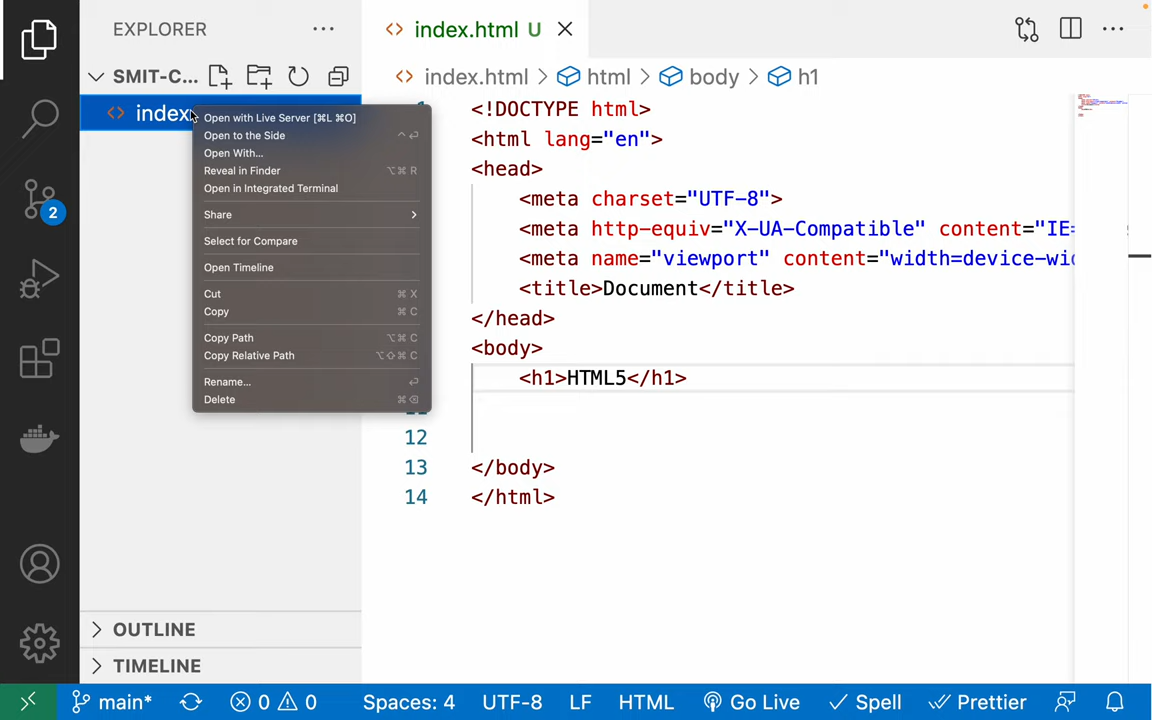 EXPLORER
index.html U
SMIT-C...
index.html > html > body > h1
index
Open with Live Server [⌘L ⌘O]
Open to the Side ⌃⏎
Open With...
Reveal in Finder ⌥⌘ R
Open in Integrated Terminal
Share
Select for Compare
Open Timeline
Cut ⌘ X
Copy ⌘ C
Copy Path ⌥⌘ C
Copy Relative Path ⌥⇧⌘ C
Rename... ⏎
Delete ⌘⌫
<!DOCTYPE html>
<html lang="en">
<head>
<meta charset="UTF-8">
<meta http-equiv="X-UA-Compatible" content="IE=
<meta name="viewport" content="width=device-wid
<title>Document</title>
</head>
<body>
<h1>HTML5</h1>
12
13 </body>
14 </html>
2
OUTLINE
TIMELINE
main* 0 0 Spaces: 4 UTF-8 LF HTML Go Live Spell Prettier